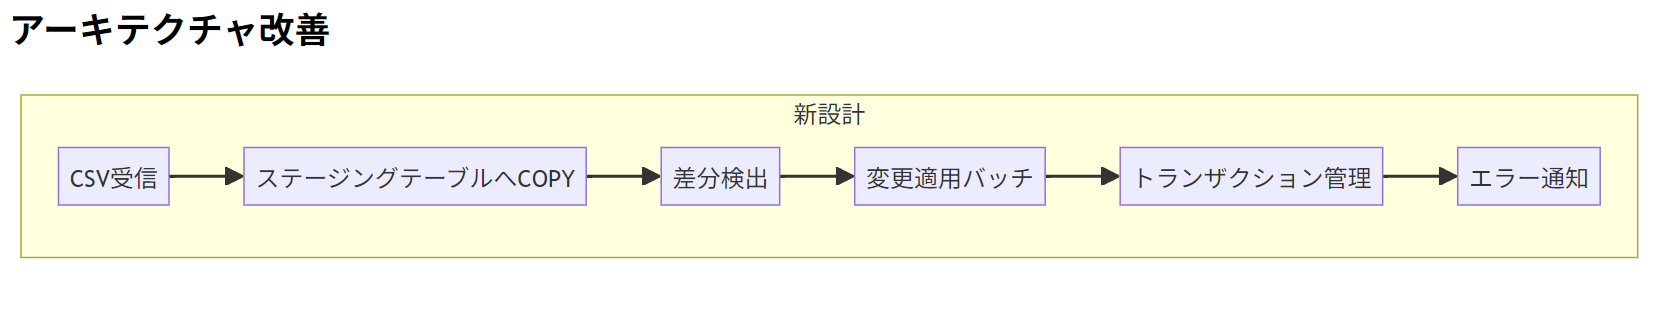 アーキテクチャ改善
新設計
CSV受信
ステージングテーブルへCOPY
差分検出
変更適用バッチ
トランザクション管理
エラー通知